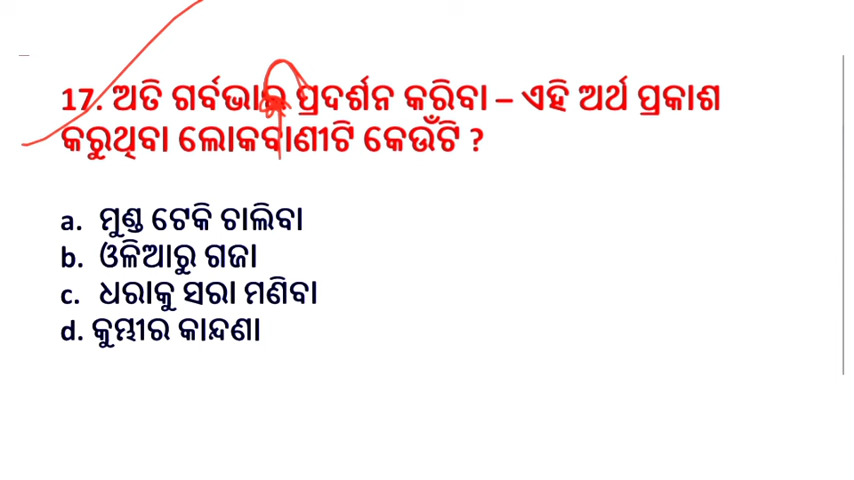 17. ଅତି ଗର୍ବଭାବ ପ୍ରଦର୍ଶନ କରିବା – ଏହି ଅର୍ଥ ପ୍ରକାଶ
କରୁଥିବା ଲୋକବାଣୀଟି କେଉଁଟି ?
a. ମୁଣ୍ଡ ଟେକି ଚାଲିବା
b. ଓଳିଆରୁ ଗଜା
c. ଧରାକୁ ସରା ମଣିବା
d. କୁମ୍ଭୀର କାନ୍ଦଣା